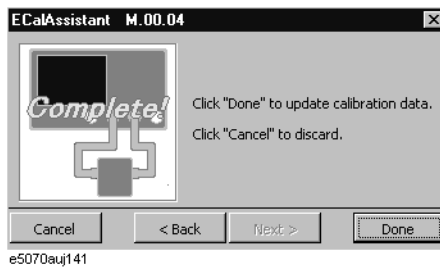 ECalAssistant M.00.04
Complete!
Click "Done" to update calibration data.
Click "Cancel" to discard.
Cancel
< Back
Next >
Done
e5070auj141